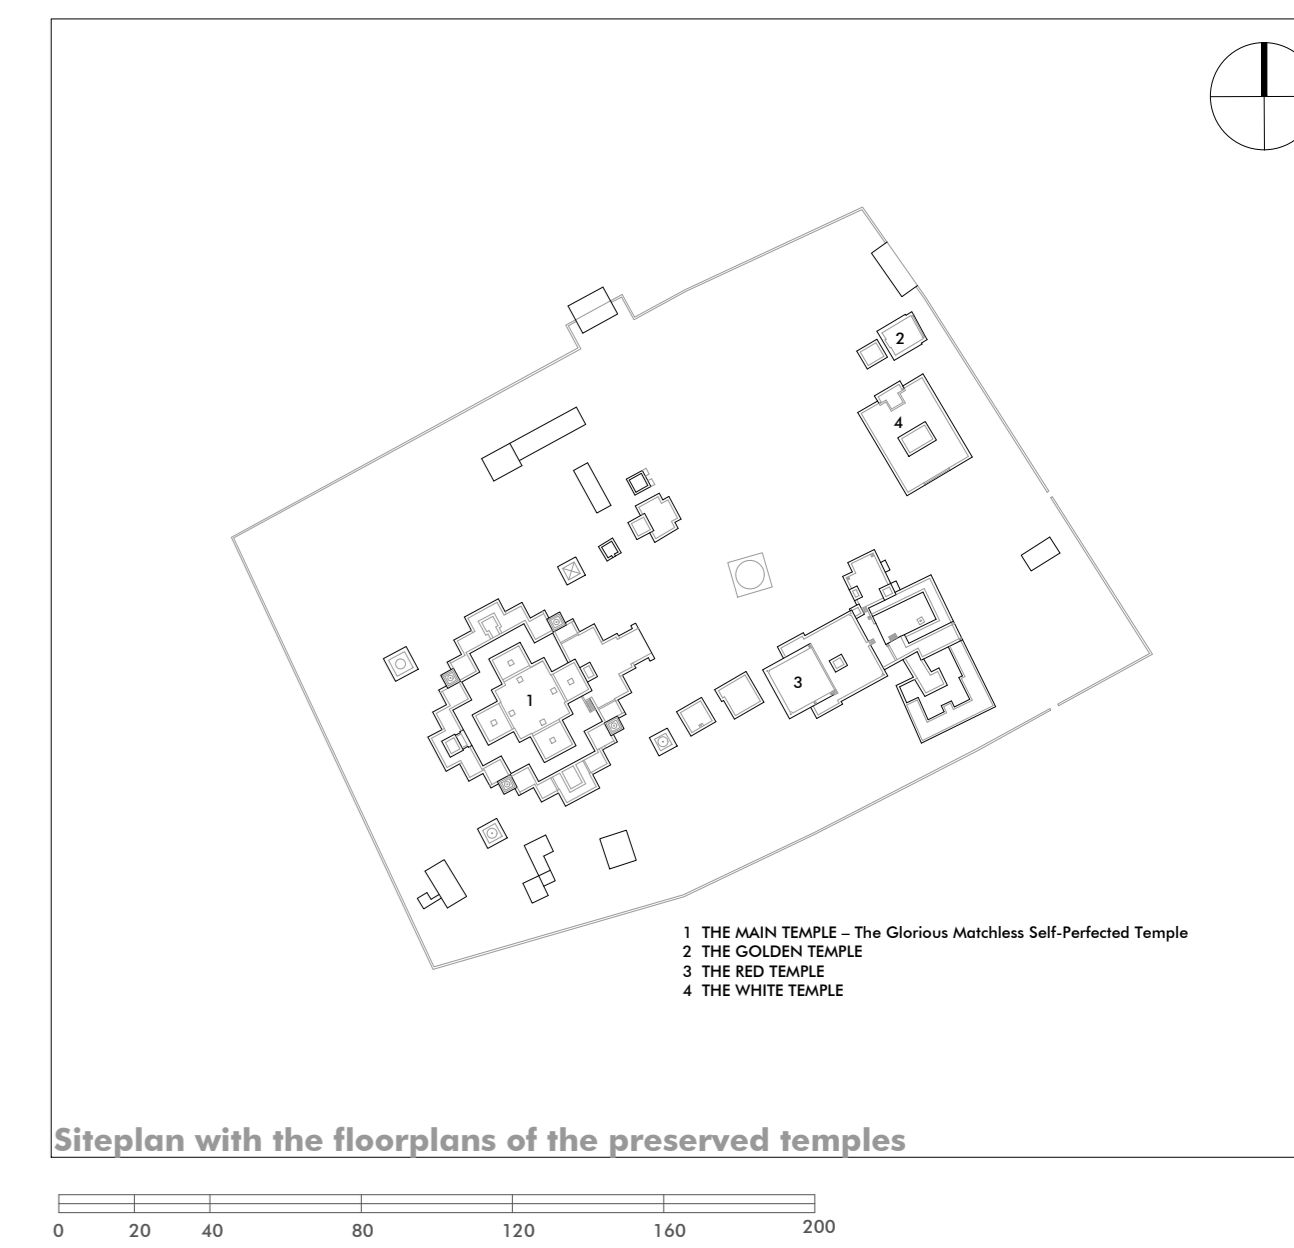 2
4
3
1
1 THE MAIN TEMPLE – The Glorious Matchless Self-Perfected Temple
2 THE GOLDEN TEMPLE
3 THE RED TEMPLE
4 THE WHITE TEMPLE
Siteplan with the floorplans of the preserved temples
0 20 40 80 120 160 200